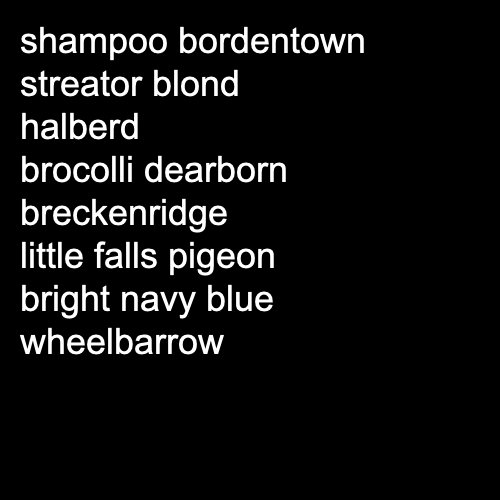 shampoo bordentown
streator blond
halberd
brocolli dearborn
breckenridge
little falls pigeon
bright navy blue
wheelbarrow